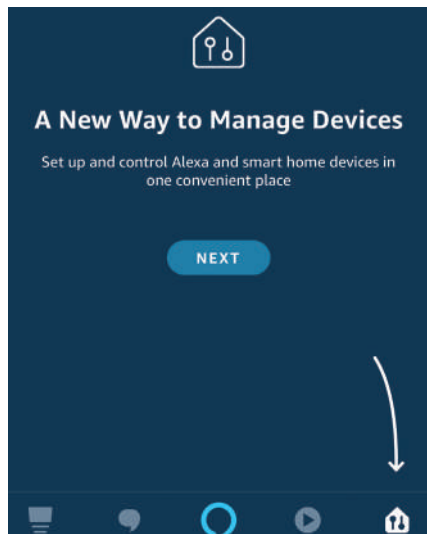 A New Way to Manage Devices
Set up and control Alexa and smart home devices in
one convenient place
NEXT